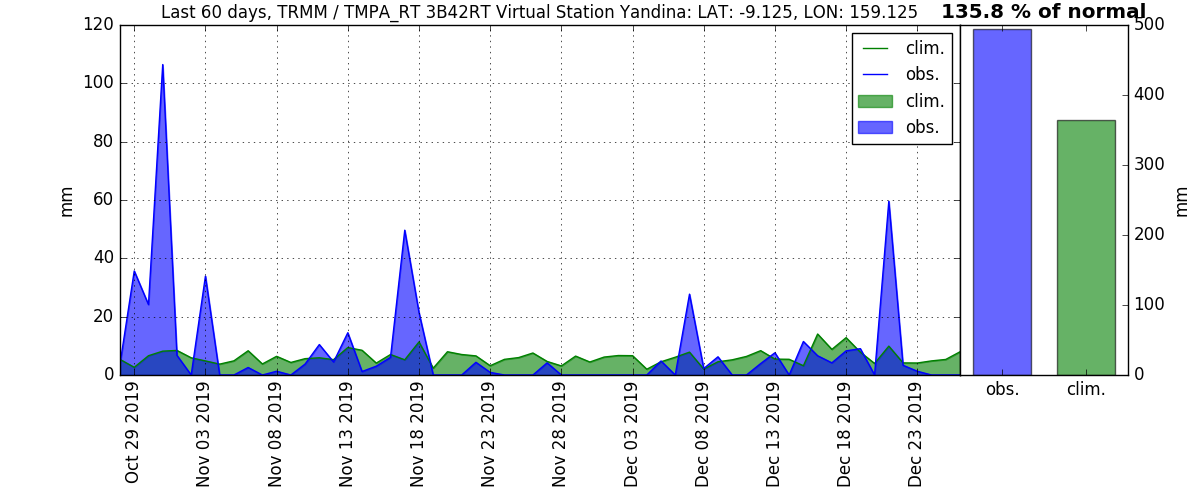 Last 60 days, TRMM / TMPA_RT 3B42RT Virtual Station Yandina: LAT: -9.125, LON: 159.125
135.8 % of normal
120
100
80
60
40
20
0
mm
clim.
obs.
clim.
obs.
Oct 29 2019
Nov 03 2019
Nov 08 2019
Nov 13 2019
Nov 18 2019
Nov 23 2019
Nov 28 2019
Dec 03 2019
Dec 08 2019
Dec 13 2019
Dec 18 2019
Dec 23 2019
500
400
300
200
100
0
mm
obs.
clim.